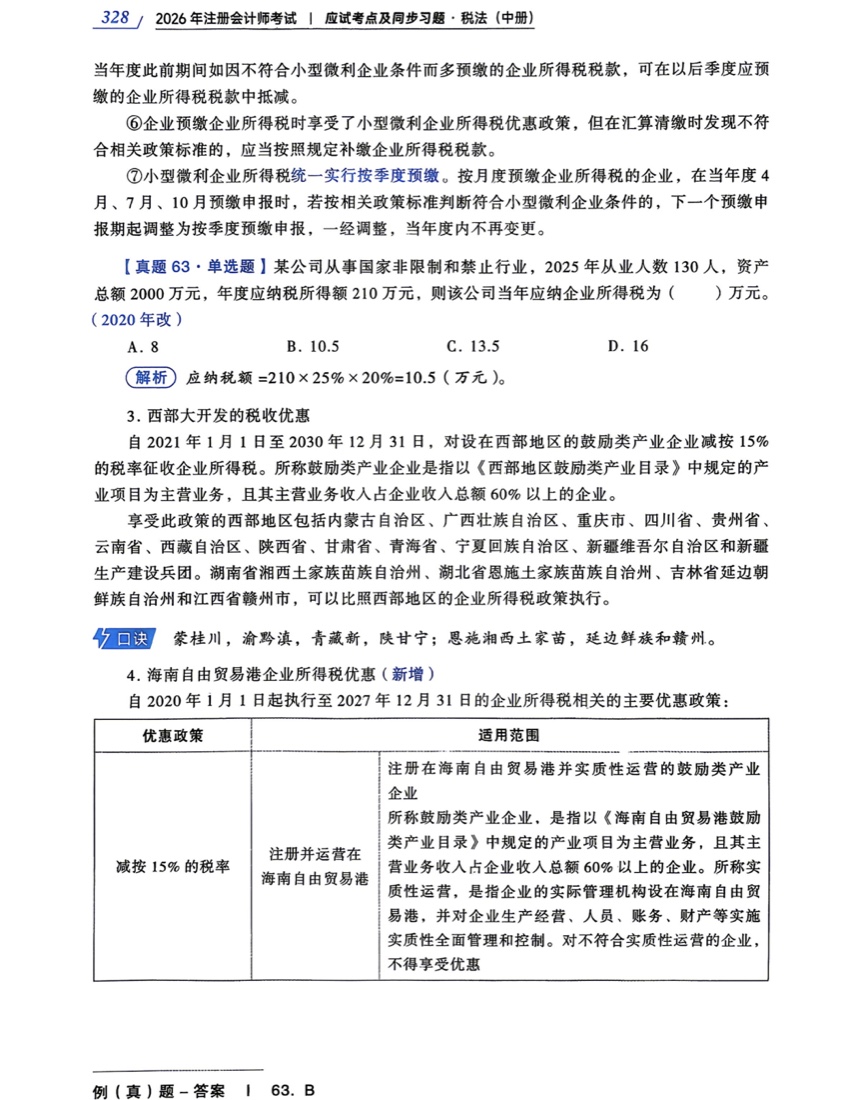 328 2026年注册会计师考试 | 应试考点及同步习题·税法（中册）
当年度此前期间如因不符合小型微利企业条件而多预缴的企业所得税税款，可在以后季度应预
缴的企业所得税税款中抵减。
⑥企业预缴企业所得税时享受了小型微利企业所得税优惠政策，但在汇算清缴时发现不符
合相关政策标准的，应当按照规定补缴企业所得税税款。
⑦小型微利企业所得税统一实行按季度预缴。按月度预缴企业所得税的企业，在当年度4
月、7月、10月预缴申报时，若按相关政策标准判断符合小型微利企业条件的，下一个预缴申
报期起调整为按季度预缴申报，一经调整，当年度内不再变更。
【真题63·单选题】某公司从事国家非限制和禁止行业，2025年从业人数130人，资产
总额2000万元，年度应纳税所得额210万元，则该公司当年应纳企业所得税为（ ）万元。
（2020年改）
A. 8 B. 10.5 C. 13.5 D. 16
解析 应纳税额=210×25%×20%=10.5（万元）。
3. 西部大开发的税收优惠
自2021年1月1日至2030年12月31日，对设在西部地区的鼓励类产业企业减按15%
的税率征收企业所得税。所称鼓励类产业企业是指以《西部地区鼓励类产业目录》中规定的产
业项目为主营业务，且其主营业务收入占企业收入总额60%以上的企业。
享受此政策的西部地区包括内蒙古自治区、广西壮族自治区、重庆市、四川省、贵州省、
云南省、西藏自治区、陕西省、甘肃省、青海省、宁夏回族自治区、新疆维吾尔自治区和新疆
生产建设兵团。湖南省湘西土家族苗族自治州、湖北省恩施土家族苗族自治州、吉林省延边朝
鲜族自治州和江西省赣州市，可以比照西部地区的企业所得税政策执行。
口诀 蒙桂川，渝黔滇，青藏新，陕甘宁；恩施湘西土家苗，延边鲜族和赣州。
4. 海南自由贸易港企业所得税优惠（新增）
自2020年1月1日起执行至2027年12月31日的企业所得税相关的主要优惠政策：
优惠政策 适用范围
减按15%的税率
注册并运营在
海南自由贸易港
注册在海南自由贸易港并实质性运营的鼓励类产业
企业
所称鼓励类产业企业，是指以《海南自由贸易港鼓励
类产业目录》中规定的产业项目为主营业务，且其主
营业务收入占企业收入总额60%以上的企业。所称实
质性运营，是指企业的实际管理机构设在海南自由贸
易港，并对企业生产经营、人员、账务、财产等实施
实质性全面管理和控制。对不符合实质性运营的企业，
不得享受优惠
例（真）题－答案 | 63. B